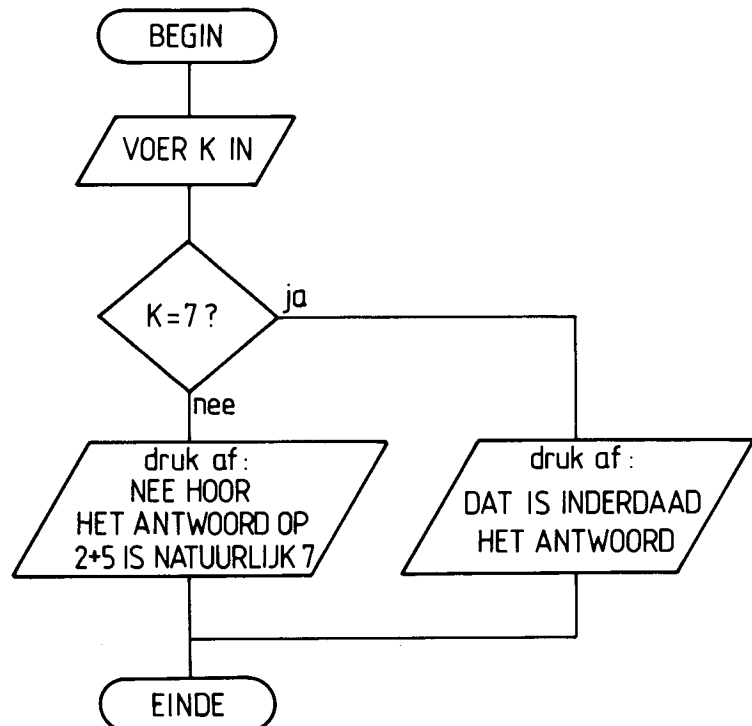 BEGIN
VOER K IN
K=7?
ja
nee
druk af:
NEE HOOR
HET ANTWOORD OP
2+5 IS NATUURLIJK 7
druk af:
DAT IS INDERDAAD
HET ANTWOORD
EINDE